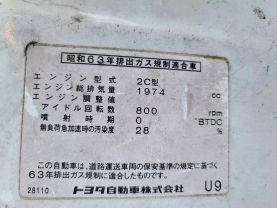 昭和63年排出ガス規制適合車
エンジン型式 2C型
エンジン総排気量 1974 cc
エンジン調整値
アイドル回転数 800 rpm
噴射時期 0 °BTDC
無負荷急加速時の汚染度 28 %
この自動車は、道路運送車両の保安基準の規定に基づく
63年排出ガス規制に適合したものです。
28110 トヨタ自動車株式会社 U9